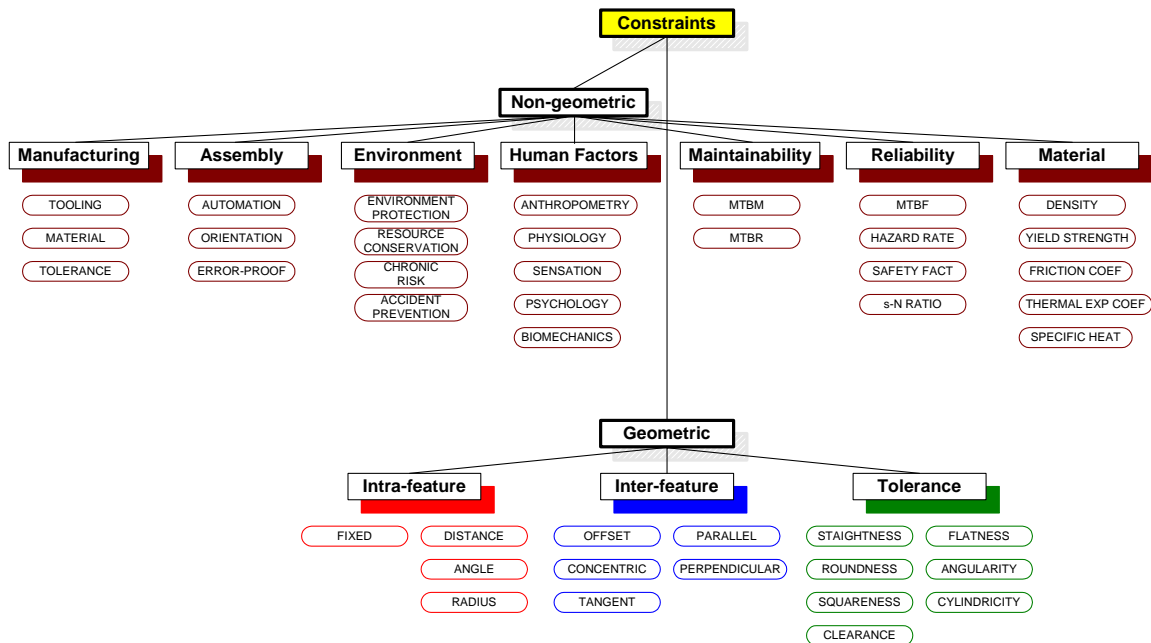 Constraints
Non-geometric
Manufacturing
Assembly
Environment
Human Factors
Maintainability
Reliability
Material
TOOLING
MATERIAL
TOLERANCE
AUTOMATION
ORIENTATION
ERROR-PROOF
ENVIRONMENT
PROTECTION
RESOURCE
CONSERVATION
CHRONIC
RISK
ACCIDENT
PREVENTION
ANTHROPOMETRY
PHYSIOLOGY
SENSATION
PSYCHOLOGY
BIOMECHANICS
MTBM
MTBR
MTBF
HAZARD RATE
SAFETY FACT
s-N RATIO
DENSITY
YIELD STRENGTH
FRICTION COEF
THERMAL EXP COEF
SPECIFIC HEAT
Geometric
Intra-feature
Inter-feature
Tolerance
FIXED
DISTANCE
ANGLE
RADIUS
OFFSET
CONCENTRIC
TANGENT
PARALLEL
PERPENDICULAR
STAIGHTNESS
ROUNDNESS
SQUARENESS
CLEARANCE
FLATNESS
ANGULARITY
CYLINDRICITY